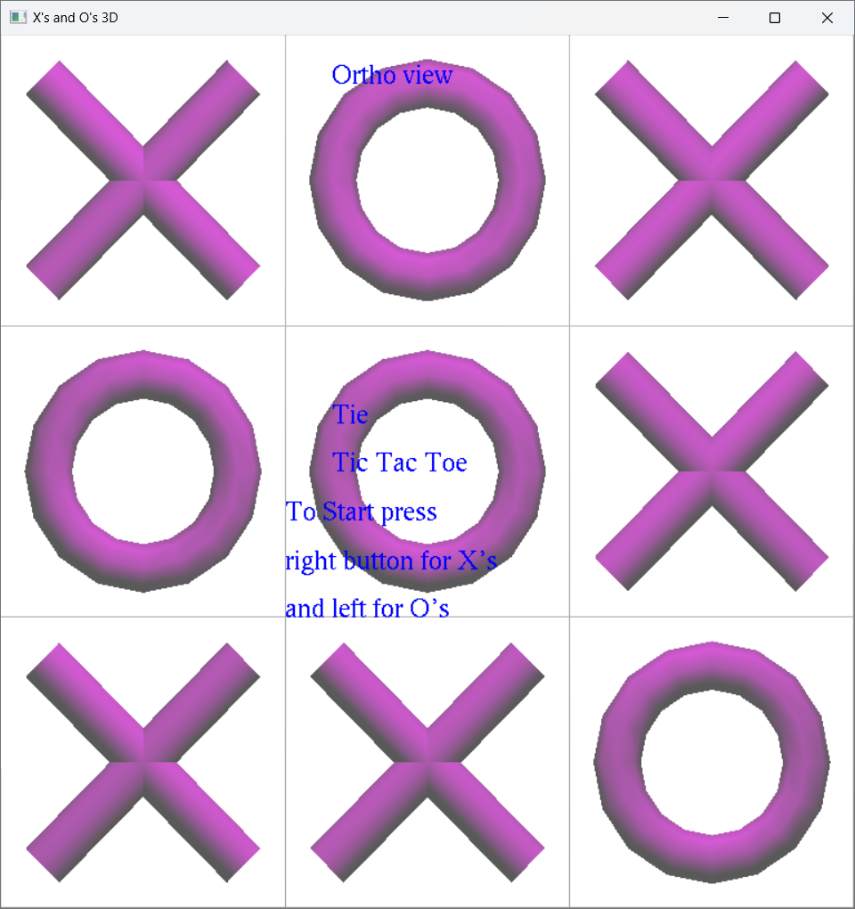 X's and O's 3D
Ortho view
Tie
Tic Tac Toe
To Start press
right button for X’s
and left for O’s